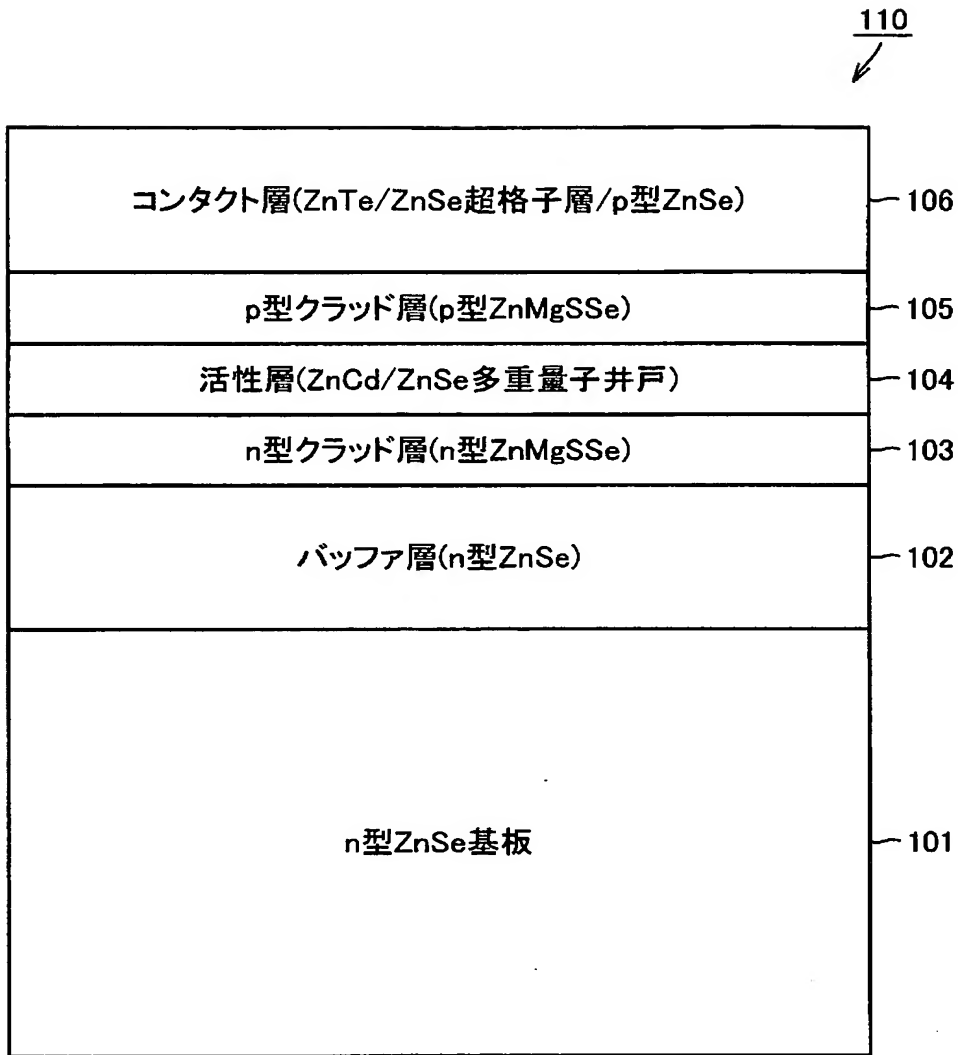 110
コンタクト層(ZnTe/ZnSe超格子層/p型ZnSe)
106
p型クラッド層(p型ZnMgSSe)
105
活性層(ZnCd/ZnSe多重量子井戸)
104
n型クラッド層(n型ZnMgSSe)
103
バッファ層(n型ZnSe)
102
n型ZnSe基板
101